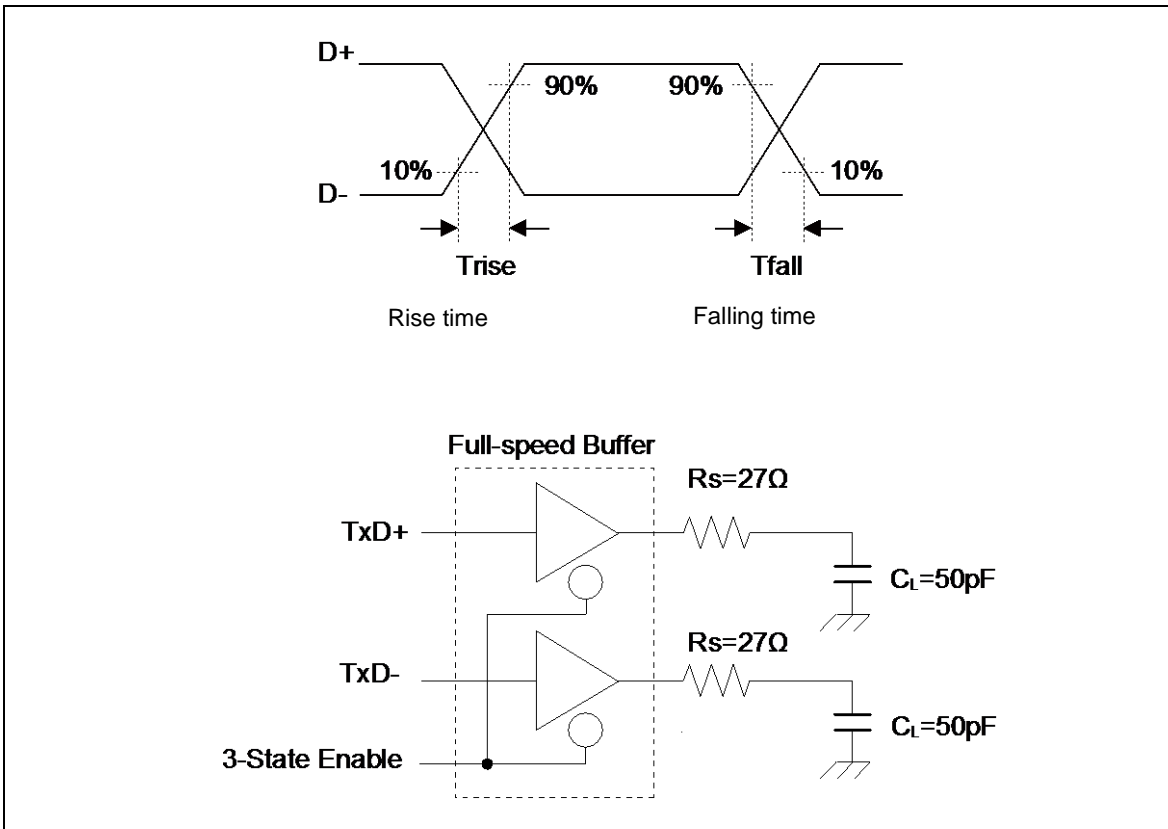 D+
90%
90%
10%
10%
D-
Trise
Tfall
Rise time
Falling time
Full-speed Buffer
Rs=27Ω
TxD+
CL=50pF
Rs=27Ω
TxD-
CL=50pF
3-State Enable